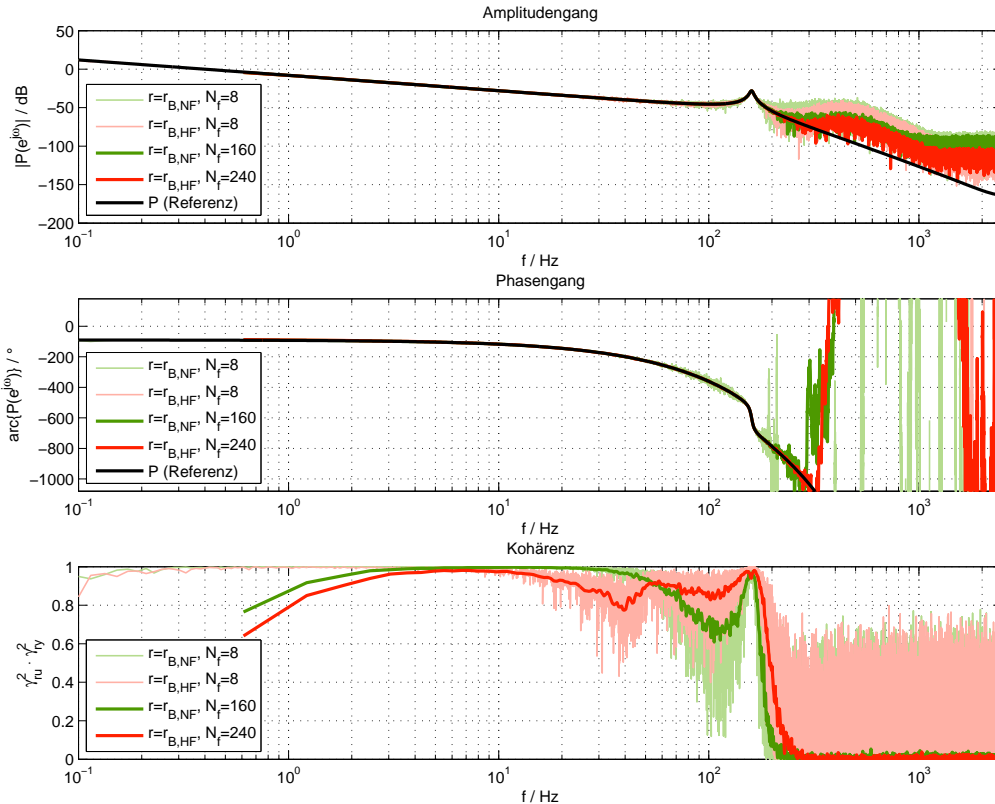 Amplitudengang
|P(e^{jω})| / dB
50
0
−50
−100
−150
−200
r=r_{B,NF}, N_f=8
r=r_{B,HF}, N_f=8
r=r_{B,NF}, N_f=160
r=r_{B,HF}, N_f=240
P (Referenz)
10^{−1} 10^0 10^1 10^2 10^3
f / Hz
Phasengang
arc{P(e^{jω})} / °
0
−200
−400
−600
−800
−1000
r=r_{B,NF}, N_f=8
r=r_{B,HF}, N_f=8
r=r_{B,NF}, N_f=160
r=r_{B,HF}, N_f=240
P (Referenz)
10^{−1} 10^0 10^1 10^2 10^3
f / Hz
Kohärenz
γ²_{ru} · γ²_{ry}
1
0.8
0.6
0.4
0.2
0
r=r_{B,NF}, N_f=8
r=r_{B,HF}, N_f=8
r=r_{B,NF}, N_f=160
r=r_{B,HF}, N_f=240
10^{−1} 10^0 10^1 10^2 10^3
f / Hz